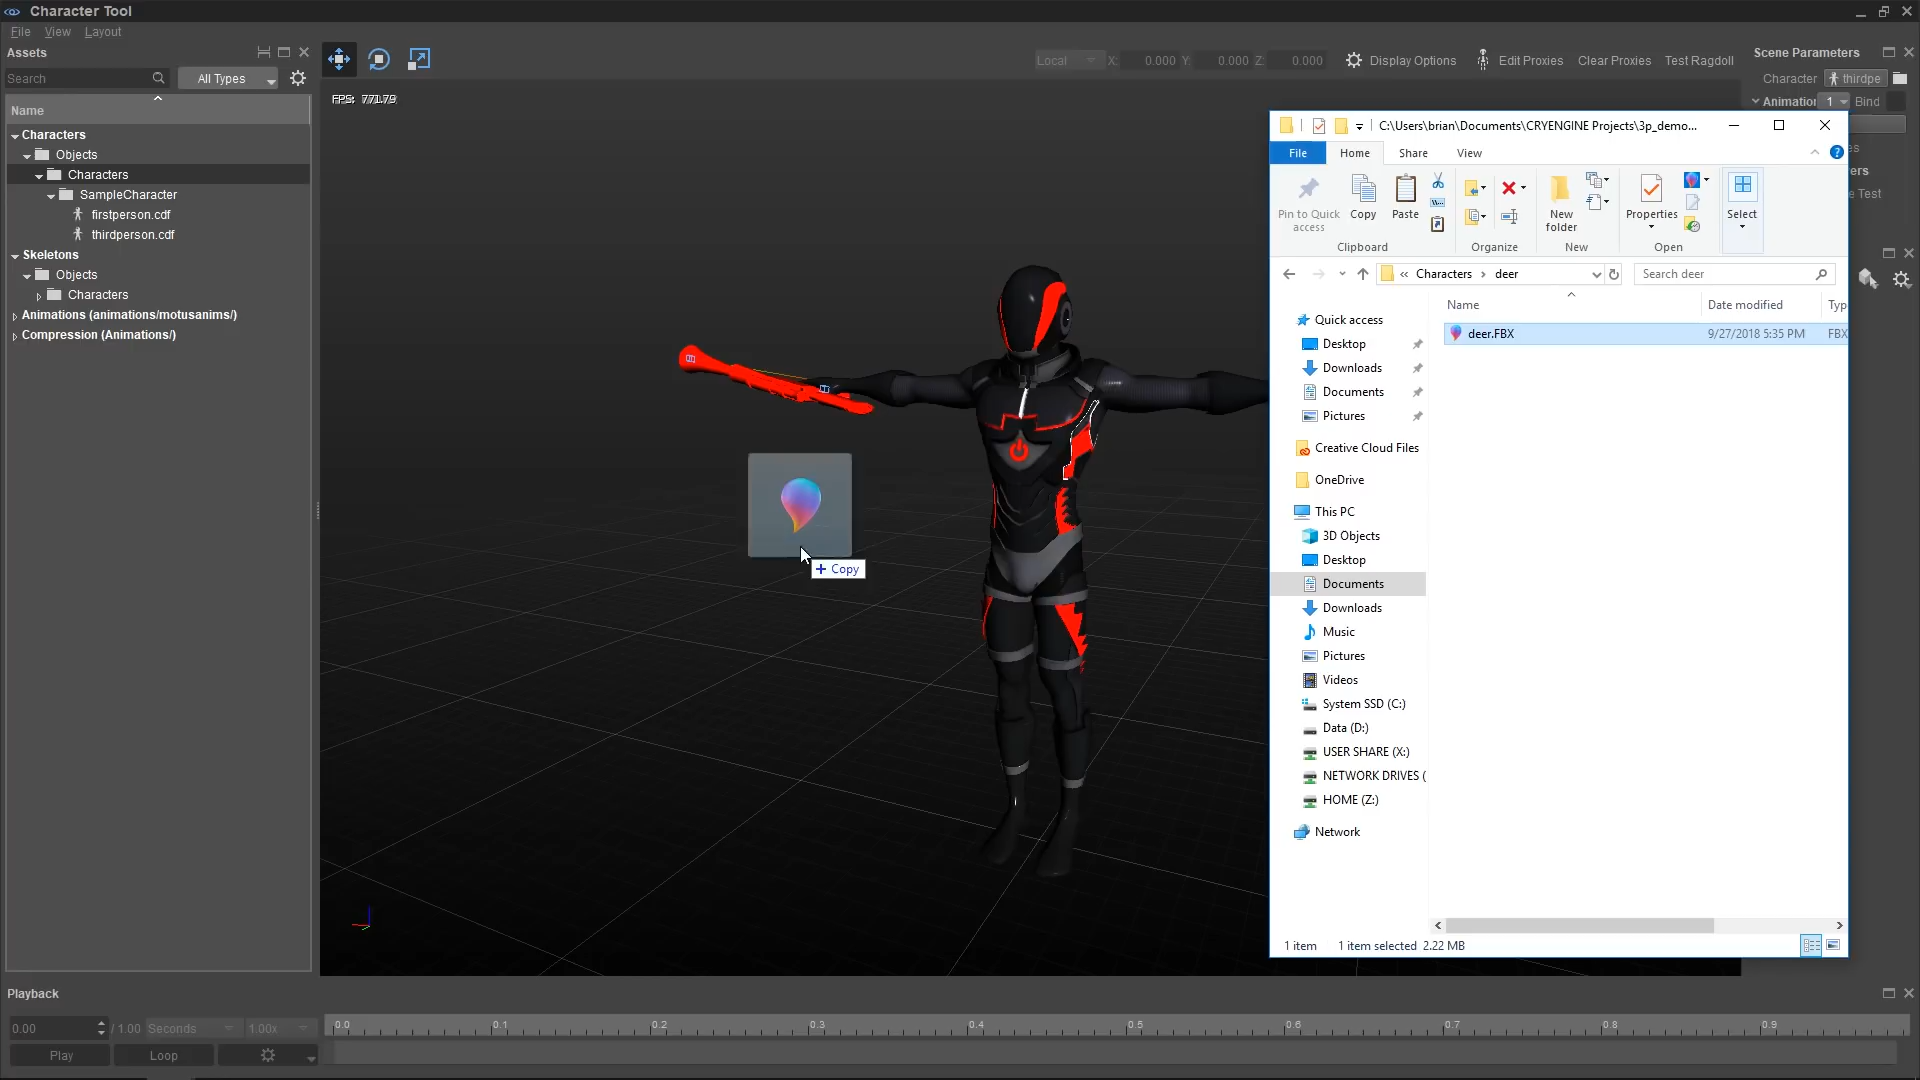 Character Tool
File View Layout
Assets
Search
All Types
Name
Characters
Objects
Characters
SampleCharacter
firstperson.cdf
thirdperson.cdf
Skeletons
Objects
Characters
Animations (animations/motusanims/)
Compression (Animations/)
FPS: 771.79
Local X: 0.000 Y: 0.000 Z: 0.000
Display Options Edit Proxies Clear Proxies Test Ragdoll
Scene Parameters
Character thirdpe
Animation 1 Bind
es
ers
e Test
C:\Users\brian\Documents\CRYENGINE Projects\3p_demo...
File Home Share View
Pin to Quick access
Copy
Paste
New folder
Properties
Select
Clipboard Organize New Open
« Characters › deer
Search deer
Name Date modified Typ
deer.FBX 9/27/2018 5:35 PM FBX
Quick access
Desktop
Downloads
Documents
Pictures
Creative Cloud Files
OneDrive
This PC
3D Objects
Desktop
Documents
Downloads
Music
Pictures
Videos
System SSD (C:)
Data (D:)
USER SHARE (X:)
NETWORK DRIVES (
HOME (Z:)
Network
1 item 1 item selected 2.22 MB
+ Copy
Playback
0.00 / 1.00 Seconds 1.00x
0.0 0.1 0.2 0.3 0.4 0.5 0.6 0.7 0.8 0.9
Play Loop